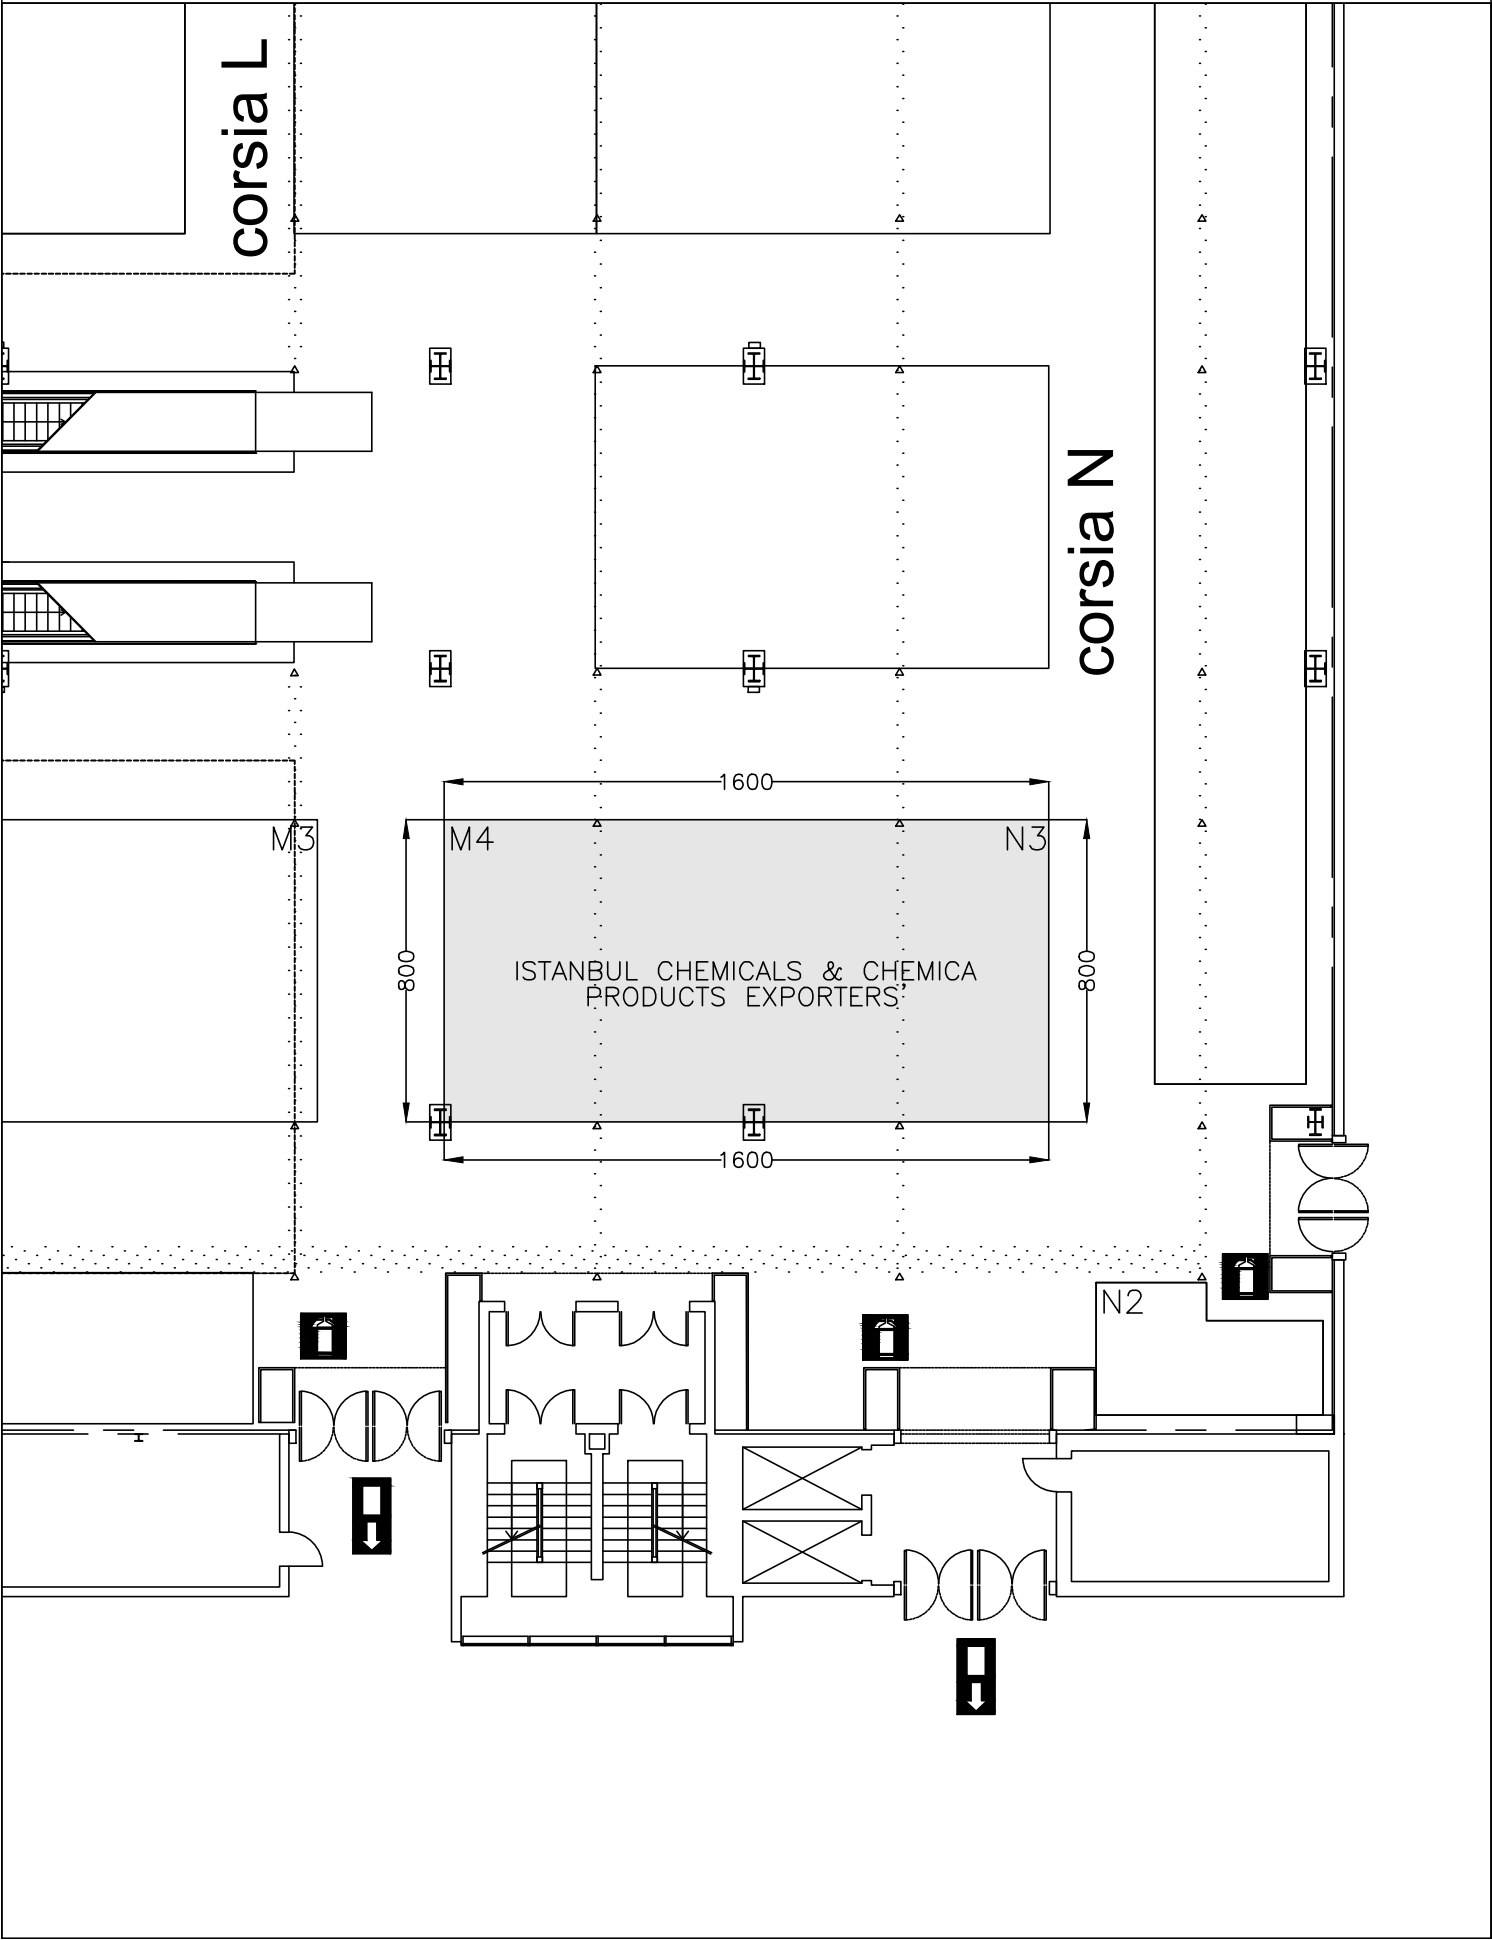 corsia L
corsia N
1600
M3
M4
N3
800
800
ISTANBUL CHEMICALS & CHEMICA
PRODUCTS EXPORTERS'
1600
N2